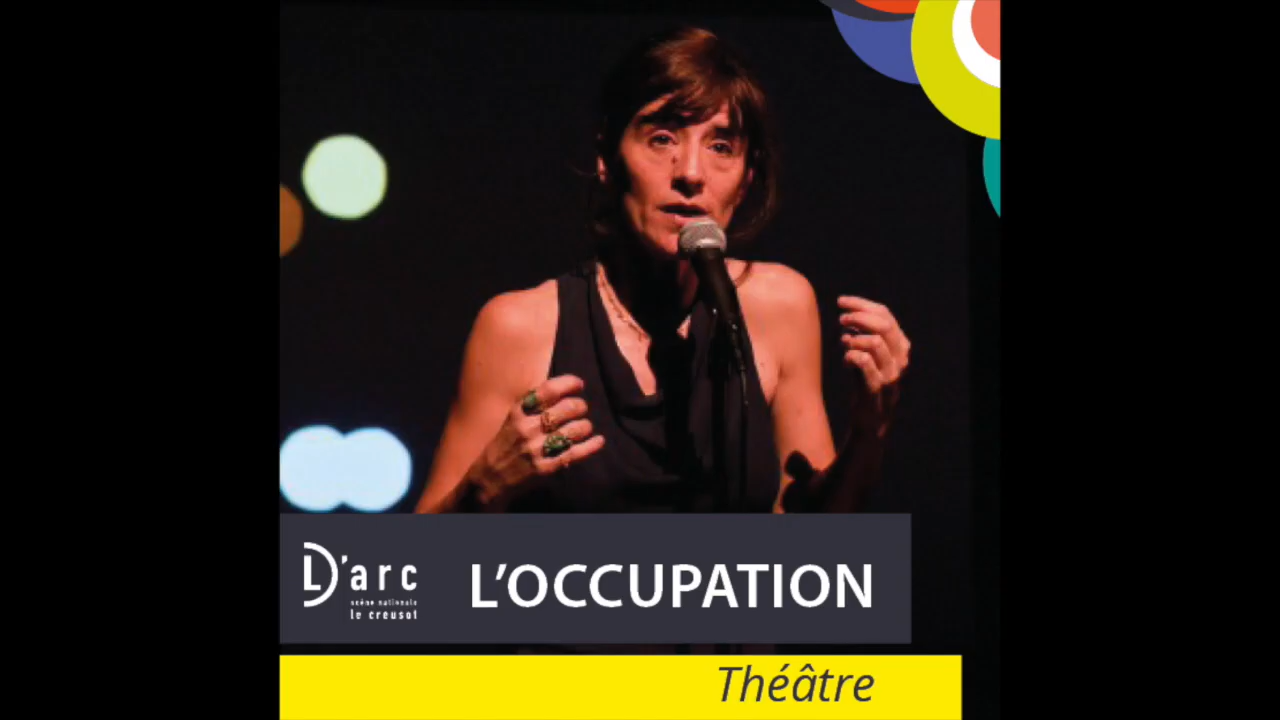 L'arc
scène nationale
le creusot
L'OCCUPATION
Théâtre